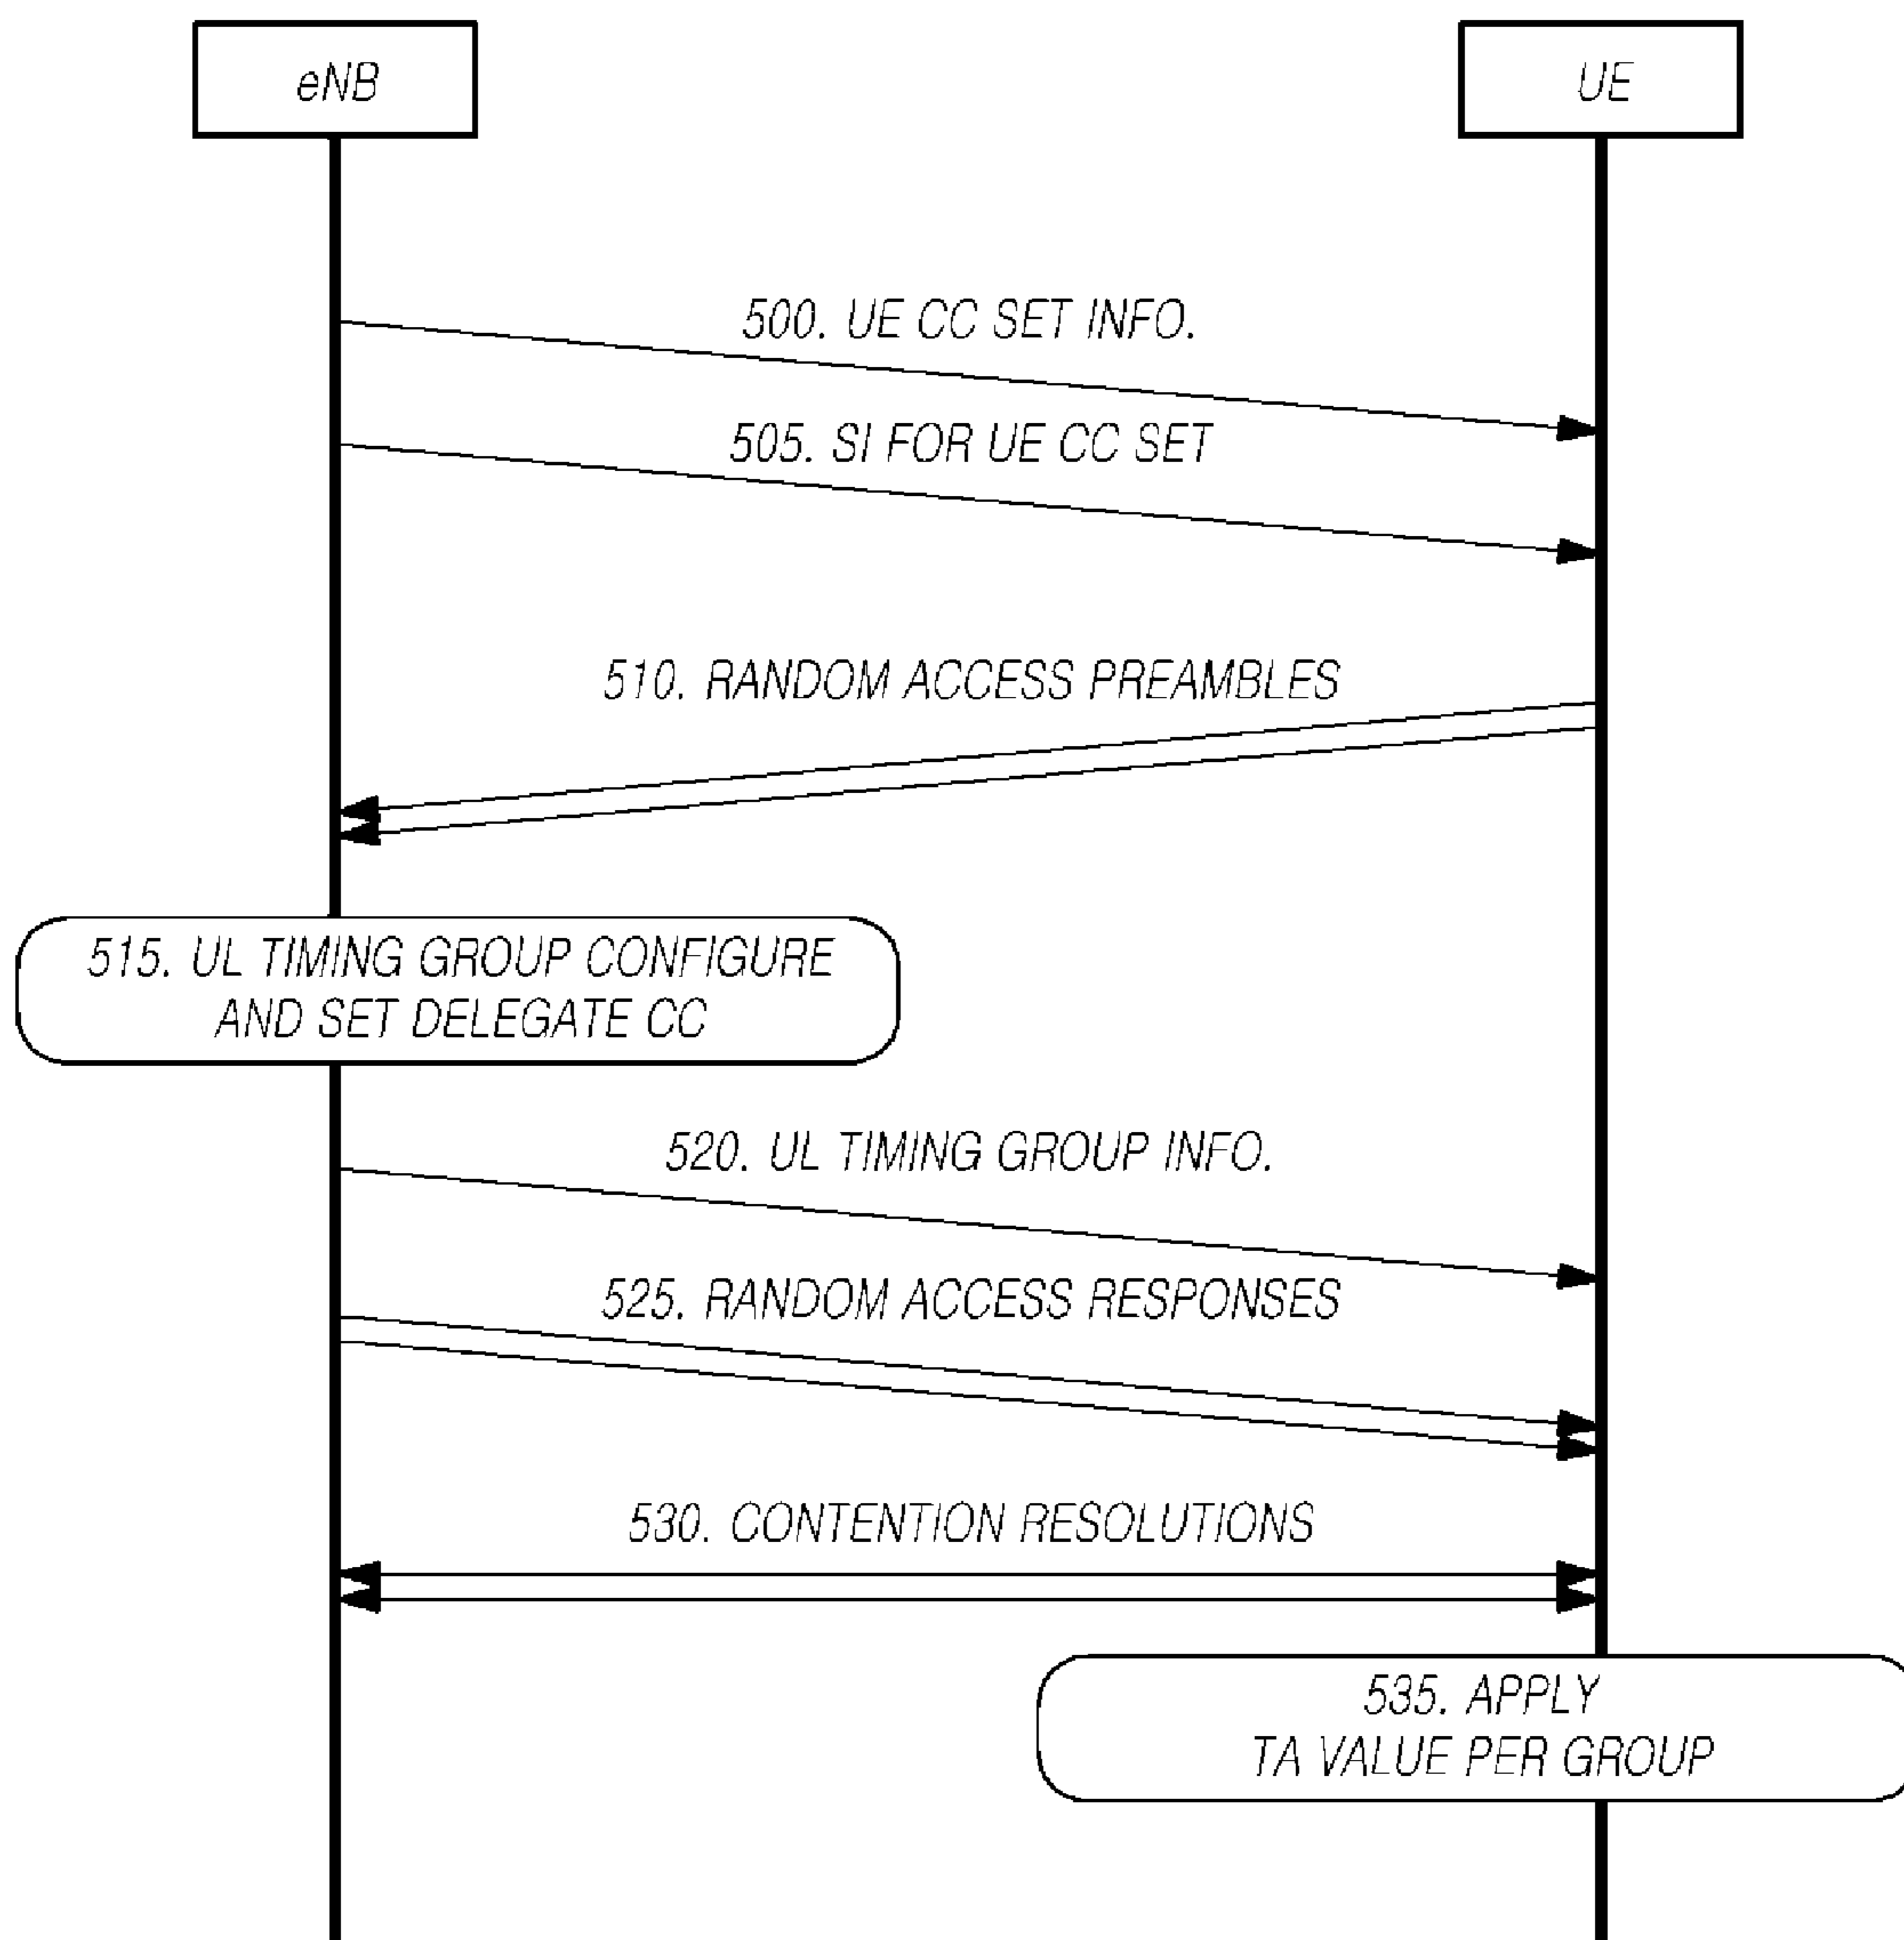 eNB
UE
500. UE CC SET INFO.
505. SI FOR UE CC SET
510. RANDOM ACCESS PREAMBLES
515. UL TIMING GROUP CONFIGURE
AND SET DELEGATE CC
520. UL TIMING GROUP INFO.
525. RANDOM ACCESS RESPONSES
530. CONTENTION RESOLUTIONS
535. APPLY
TA VALUE PER GROUP